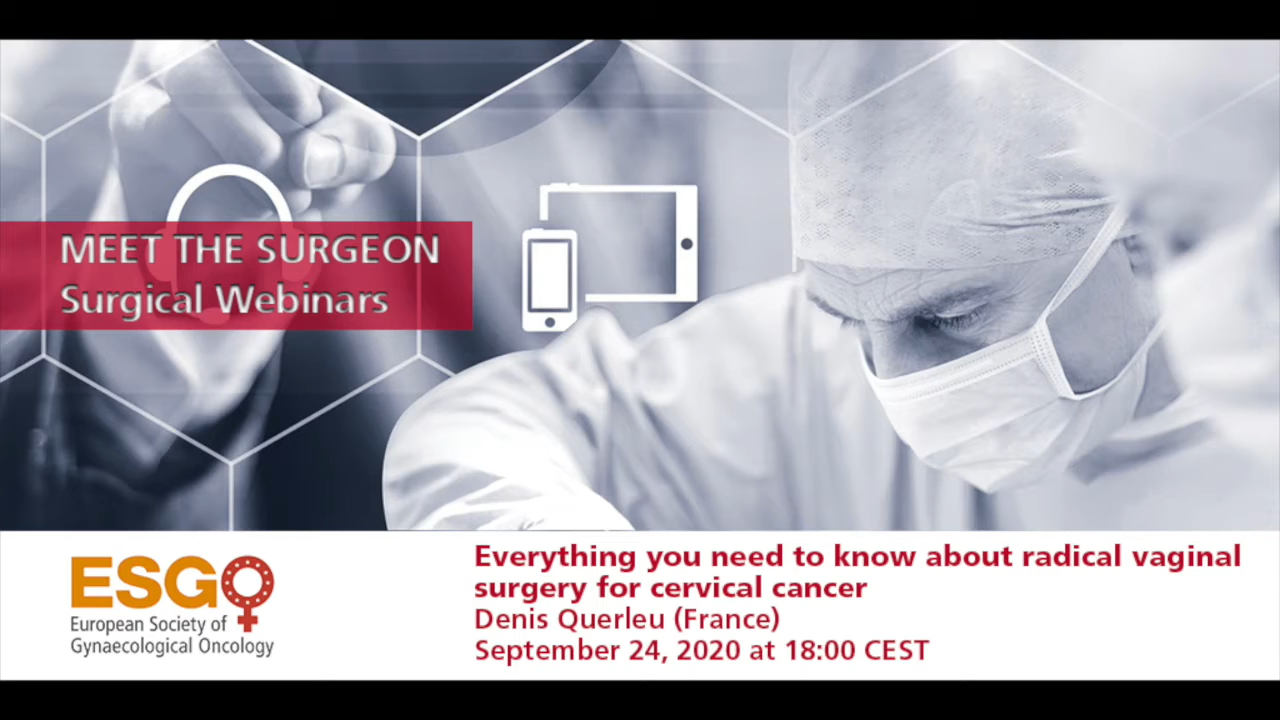 MEET THE SURGEON
Surgical Webinars
ESGO
European Society of
Gynaecological Oncology
Everything you need to know about radical vaginal
surgery for cervical cancer
Denis Querleu (France)
September 24, 2020 at 18:00 CEST